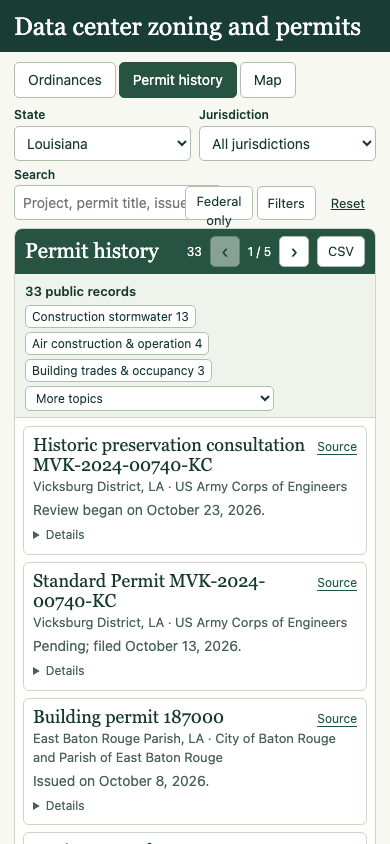 Data center zoning and permits
Ordinances
Permit history
Map
State
Jurisdiction
Louisiana
All jurisdictions
Search
Project, permit title, issue
Federal only
Filters
Reset
Permit history
33
‹
1 / 5
›
CSV
33 public records
Construction stormwater 13
Air construction & operation 4
Building trades & occupancy 3
More topics
Historic preservation consultation
MVK-2024-00740-KC
Source
Vicksburg District, LA · US Army Corps of Engineers
Review began on October 23, 2026.
Details
Standard Permit MVK-2024-
00740-KC
Source
Vicksburg District, LA · US Army Corps of Engineers
Pending; filed October 13, 2026.
Details
Building permit 187000
Source
East Baton Rouge Parish, LA · City of Baton Rouge
and Parish of East Baton Rouge
Issued on October 8, 2026.
Details